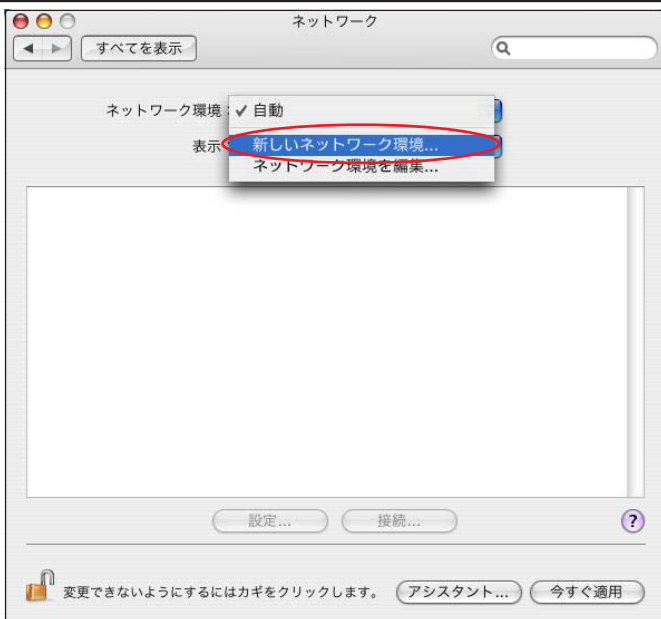 ネットワーク
すべてを表示
ネットワーク環境： ✓ 自動
表示
新しいネットワーク環境...
ネットワーク環境を編集...
設定... 接続... ?
変更できないようにするにはカギをクリックします。 アシスタント... 今すぐ適用